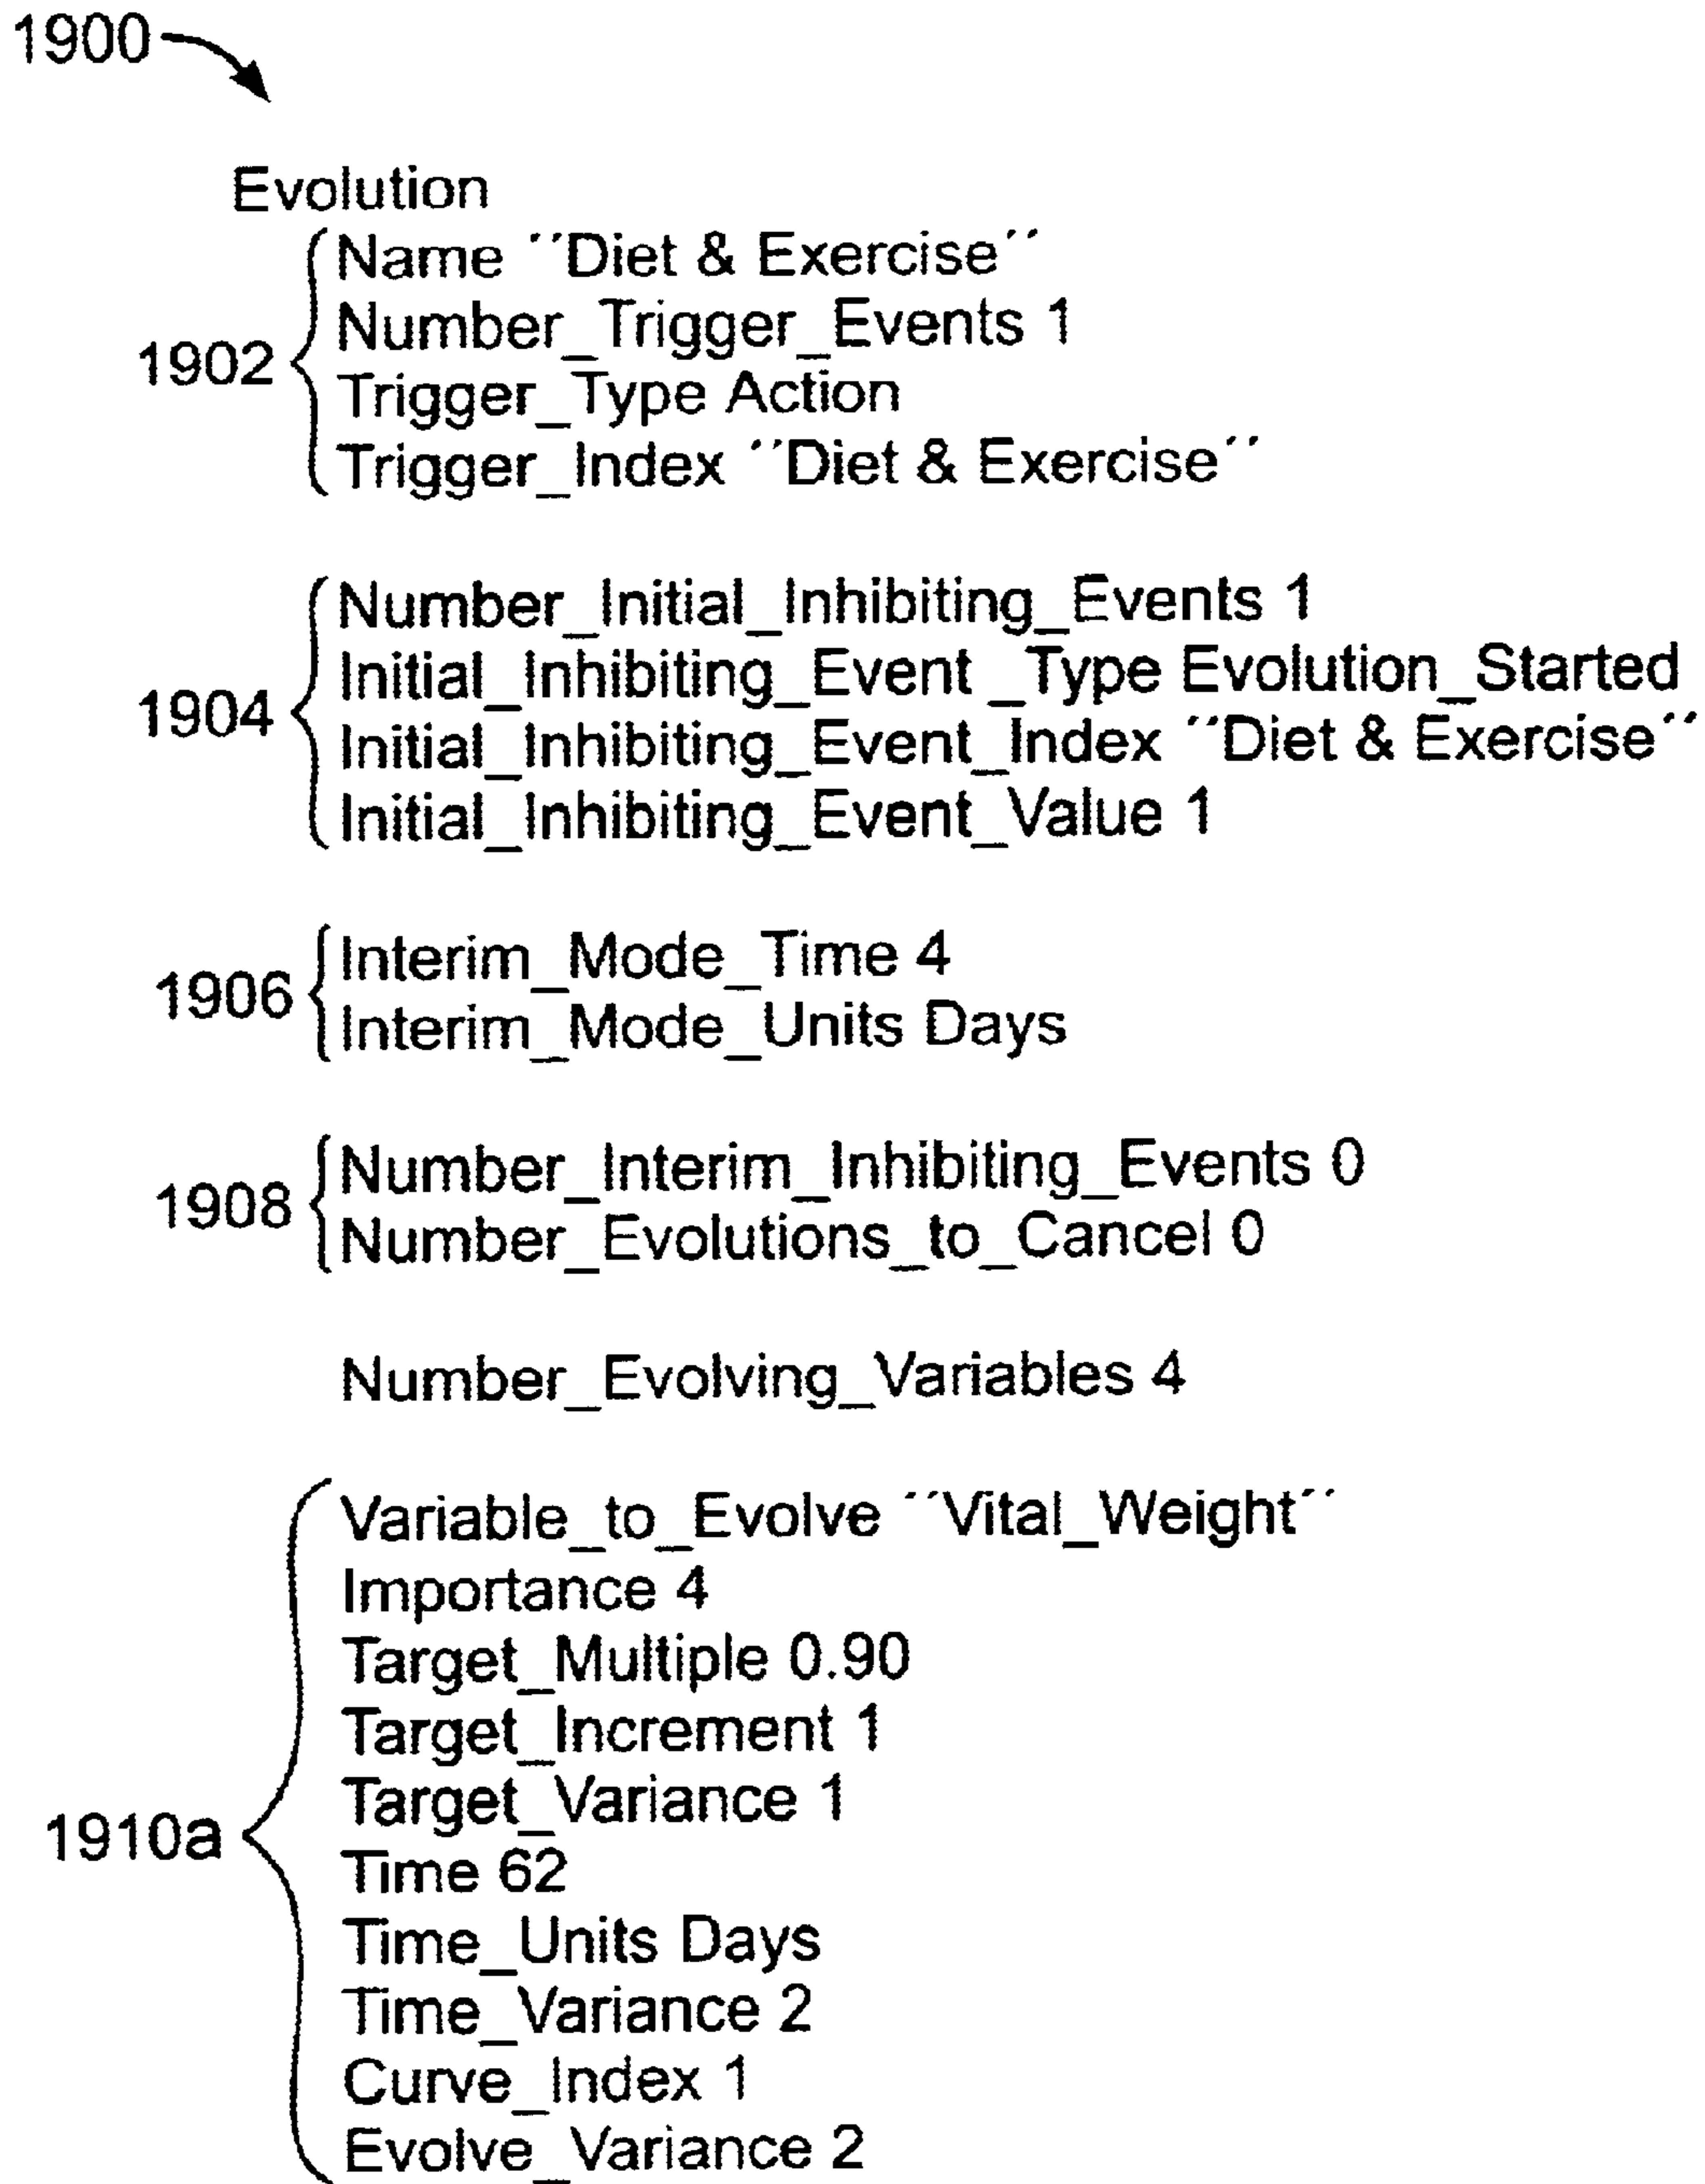 1900
Evolution
Name ´´Diet & Exercise´´
Number_Trigger_Events 1
1902
Trigger_Type Action
Trigger_Index ´´Diet & Exercise´´
Number_Initial_Inhibiting_Events 1
Initial_Inhibiting_Event _Type Evolution_Started
1904
Initial_Inhibiting_Event_Index ´´Diet & Exercise´´
Initial_Inhibiting_Event_Value 1
Interim_Mode_Time 4
1906
Interim_Mode_Units Days
Number_Interim_Inhibiting_Events 0
1908
Number_Evolutions_to_Cancel 0
Number_Evolving_Variables 4
Variable_to_Evolve ´´Vital_Weight´´
Importance 4
Target_Multiple 0.90
Target_Increment 1
Target_Variance 1
1910a
Time 62
Time_Units Days
Time_Variance 2
Curve_Index 1
Evolve_Variance 2